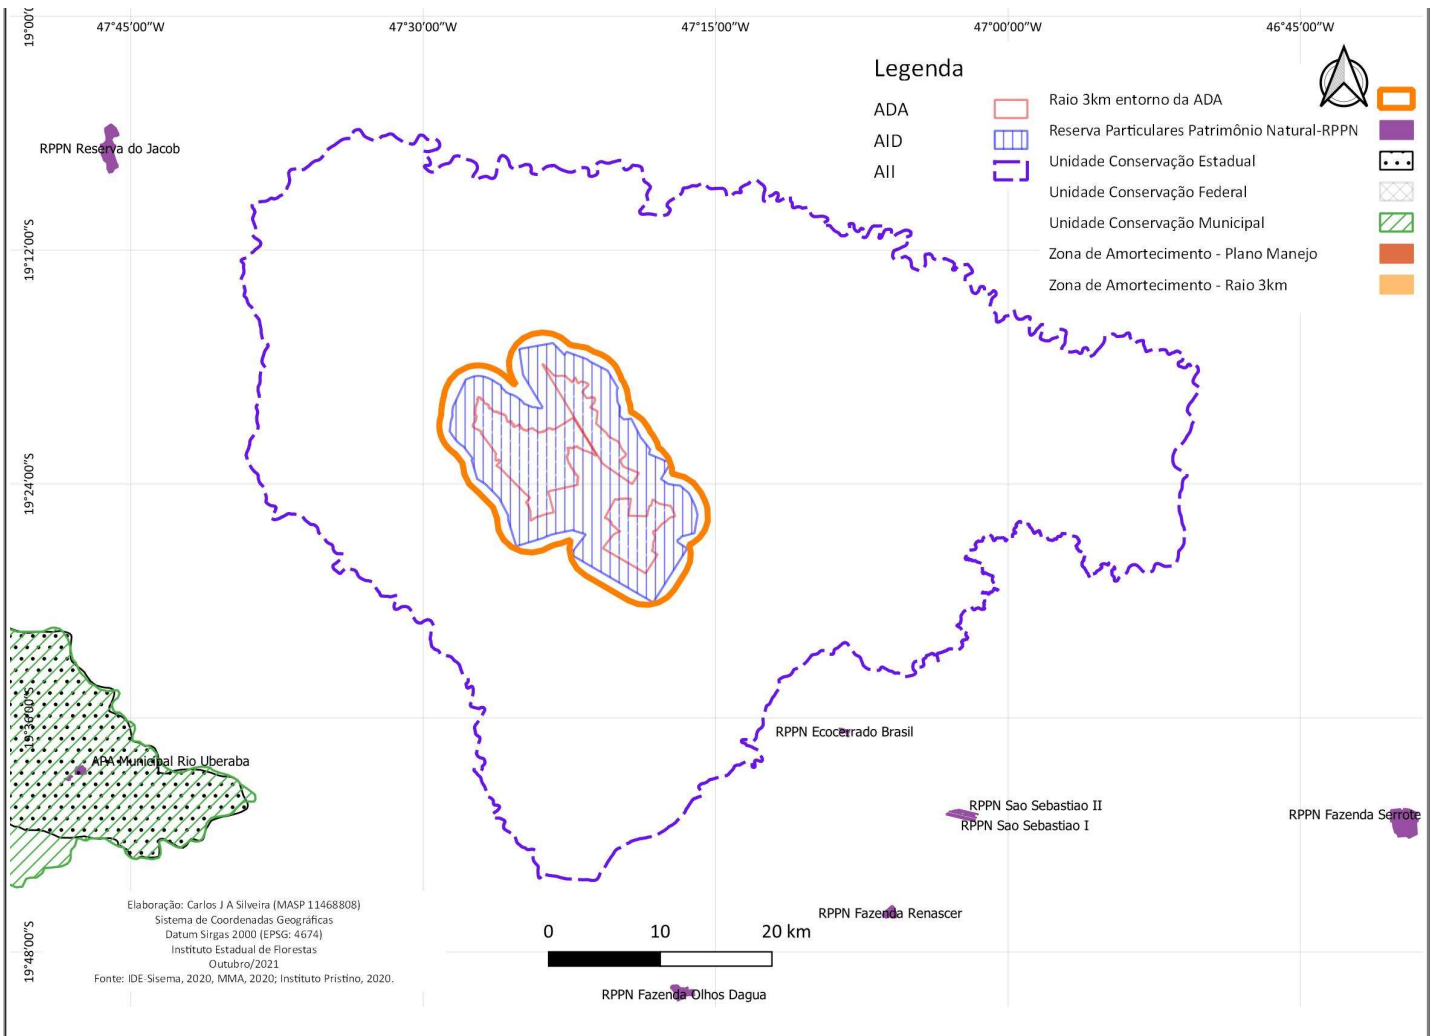 47°45'00"W 47°30'00"W 47°15'00"W 47°00'00"W 46°45'00"W
19°00'0
19°12'00"S
19°24'00"S
19°36'00"S
19°48'00"S
Legenda
ADA
AID
AII
Raio 3km entorno da ADA
Reserva Particulares Patrimônio Natural-RPPN
Unidade Conservação Estadual
Unidade Conservação Federal
Unidade Conservação Municipal
Zona de Amortecimento - Plano Manejo
Zona de Amortecimento - Raio 3km
RPPN Reserva do Jacob
APA Municipal Rio Uberaba
RPPN Ecocerrado Brasil
RPPN Sao Sebastiao II
RPPN Sao Sebastiao I
RPPN Fazenda Serrote
RPPN Fazenda Renascer
RPPN Fazenda Olhos Dagua
0 10 20 km
Elaboração: Carlos J A Silveira (MASP 11468808)
Sistema de Coordenadas Geográficas
Datum Sirgas 2000 (EPSG: 4674)
Instituto Estadual de Florestas
Outubro/2021
Fonte: IDE-Sisema, 2020, MMA, 2020; Instituto Prístino, 2020.